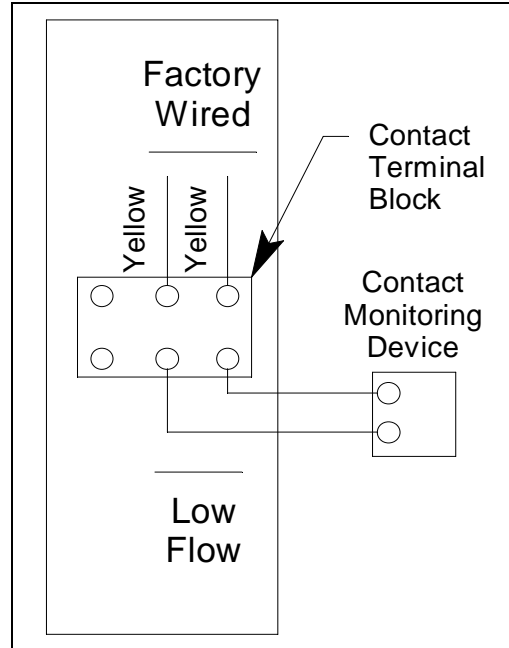 Factory
Wired
Contact
Terminal
Block
Yellow
Yellow
Contact
Monitoring
Device
Low
Flow